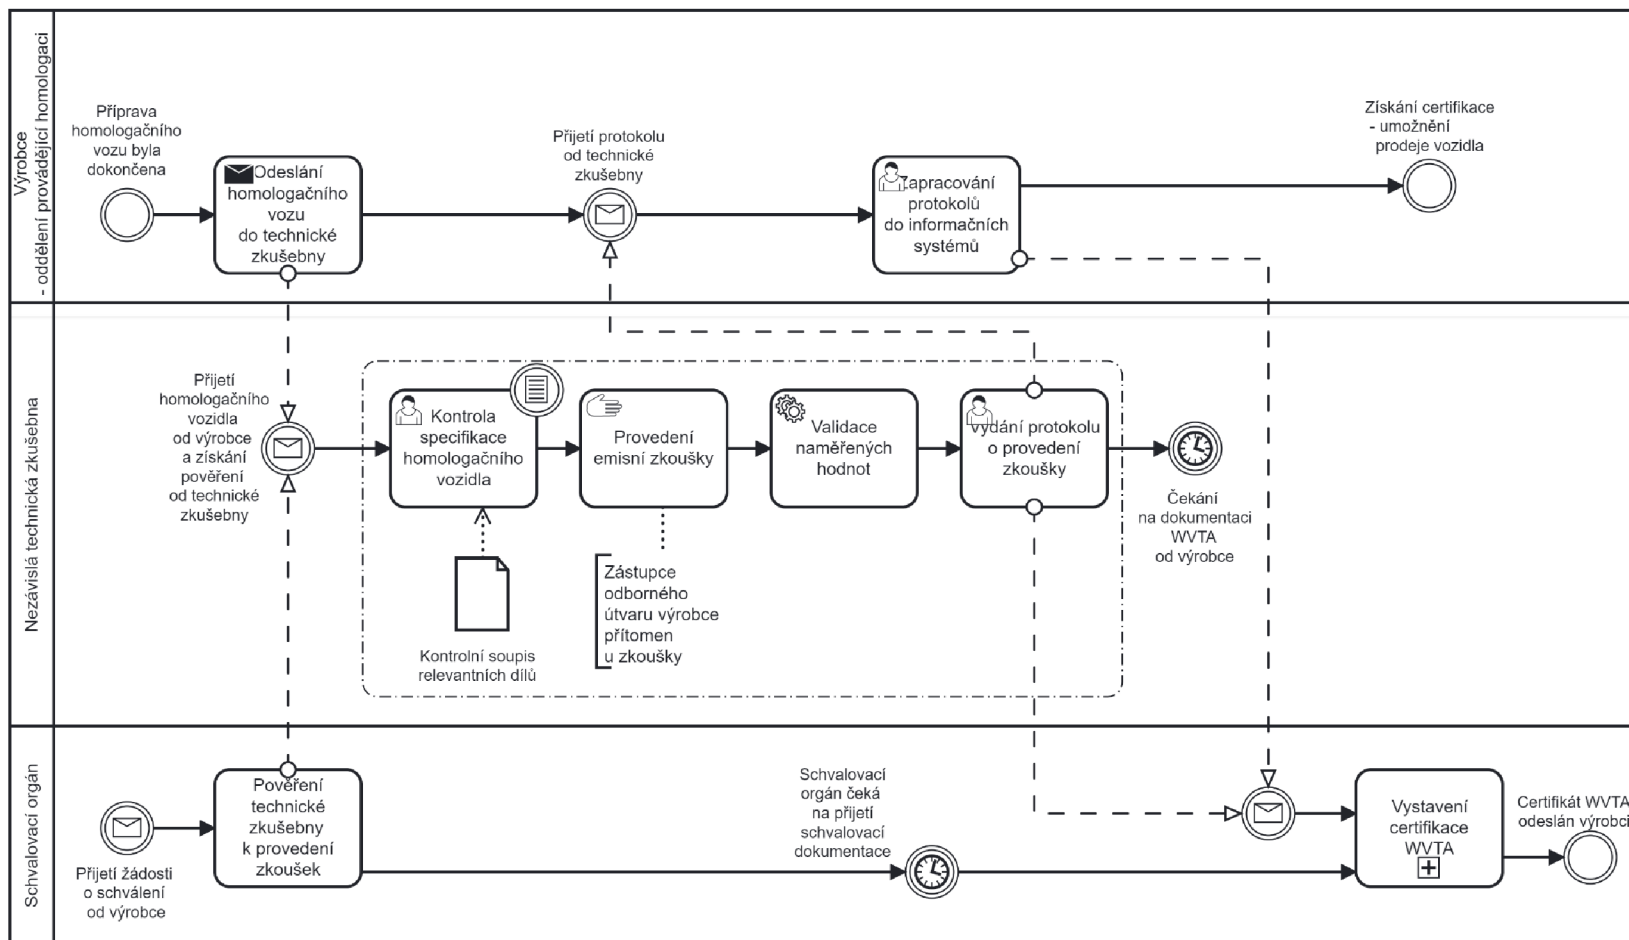 Výrobce
- oddělení provádějící homologaci
Příprava
homologačního
vozu byla
dokončena
Odeslání
homologačního
vozu
do technické
zkušebny
Přijetí protokolu
od technické
zkušebny
Zapracování
protokolů
do informačních
systémů
Získání certifikace
- umožnění
prodeje vozidla
Nezávislá technická zkušebna
Přijetí
homologačního
vozidla
od výrobce
a získání
pověření
od technické
zkušebny
Kontrola
specifikace
homologačního
vozidla
Provedení
emisní zkoušky
Validace
naměřených
hodnot
Vydání protokolu
o provedení
zkoušky
Čekání
na dokumentaci
WVTA
od výrobce
Kontrolní soupis
relevantních dílů
Zástupce
odborného
útvaru výrobce
přítomen
u zkoušky
Schvalovací orgán
Přijetí žádosti
o schválení
od výrobce
Pověření
technické
zkušebny
k provedení
zkoušek
Schvalovací
orgán čeká
na přijetí
schvalovací
dokumentace
Vystavení
certifikace
WVTA
Certifikát WVTA
odeslán výrobci